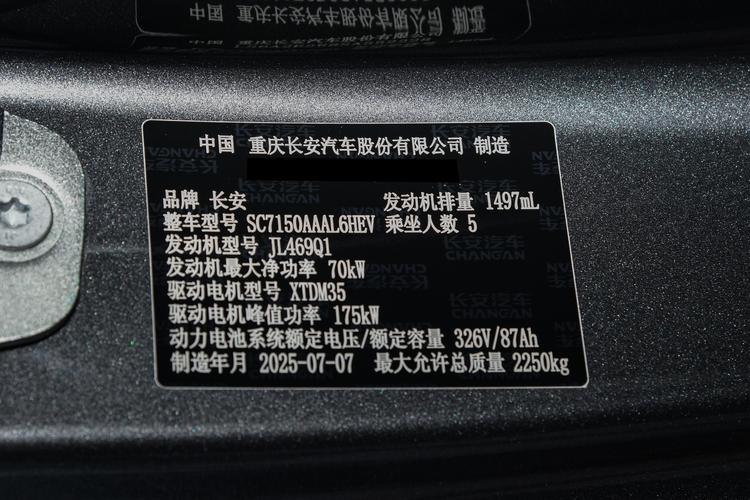 中国 重庆长安汽车股份有限公司 制造
品牌 长安 发动机排量 1497mL
整车型号 SC7150AAAL6HEV 乘坐人数 5
发动机型号 JL469Q1
发动机最大净功率 70kW
驱动电机型号 XTDM35
驱动电机峰值功率 175kW
动力电池系统额定电压/额定容量 326V/87Ah
制造年月 2025-07-07 最大允许总质量 2250kg